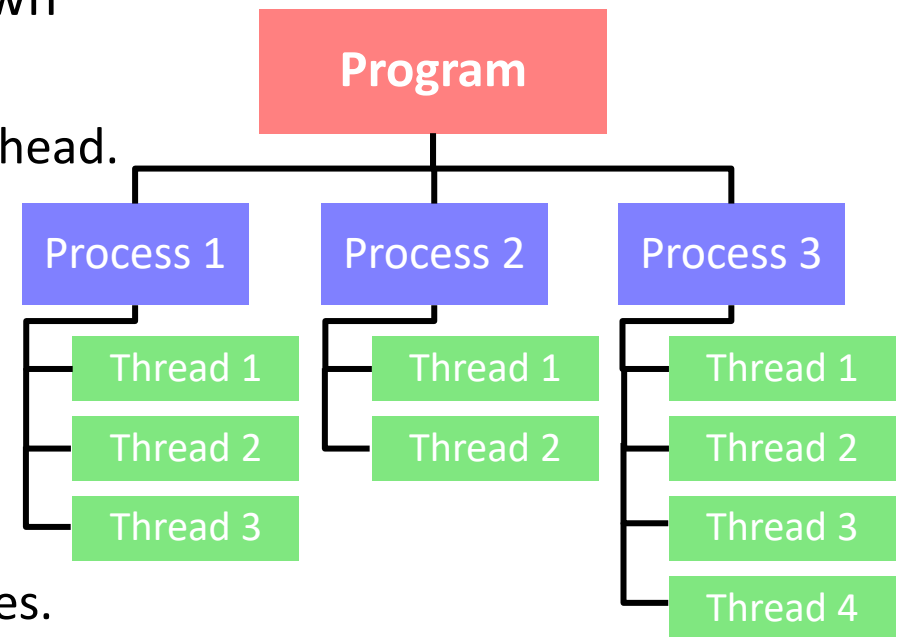 Program
head.
Process 1 Process 2 Process 3
Thread 1 Thread 1 Thread 1
Thread 2 Thread 2 Thread 2
Thread 3 Thread 3
es.
Thread 4